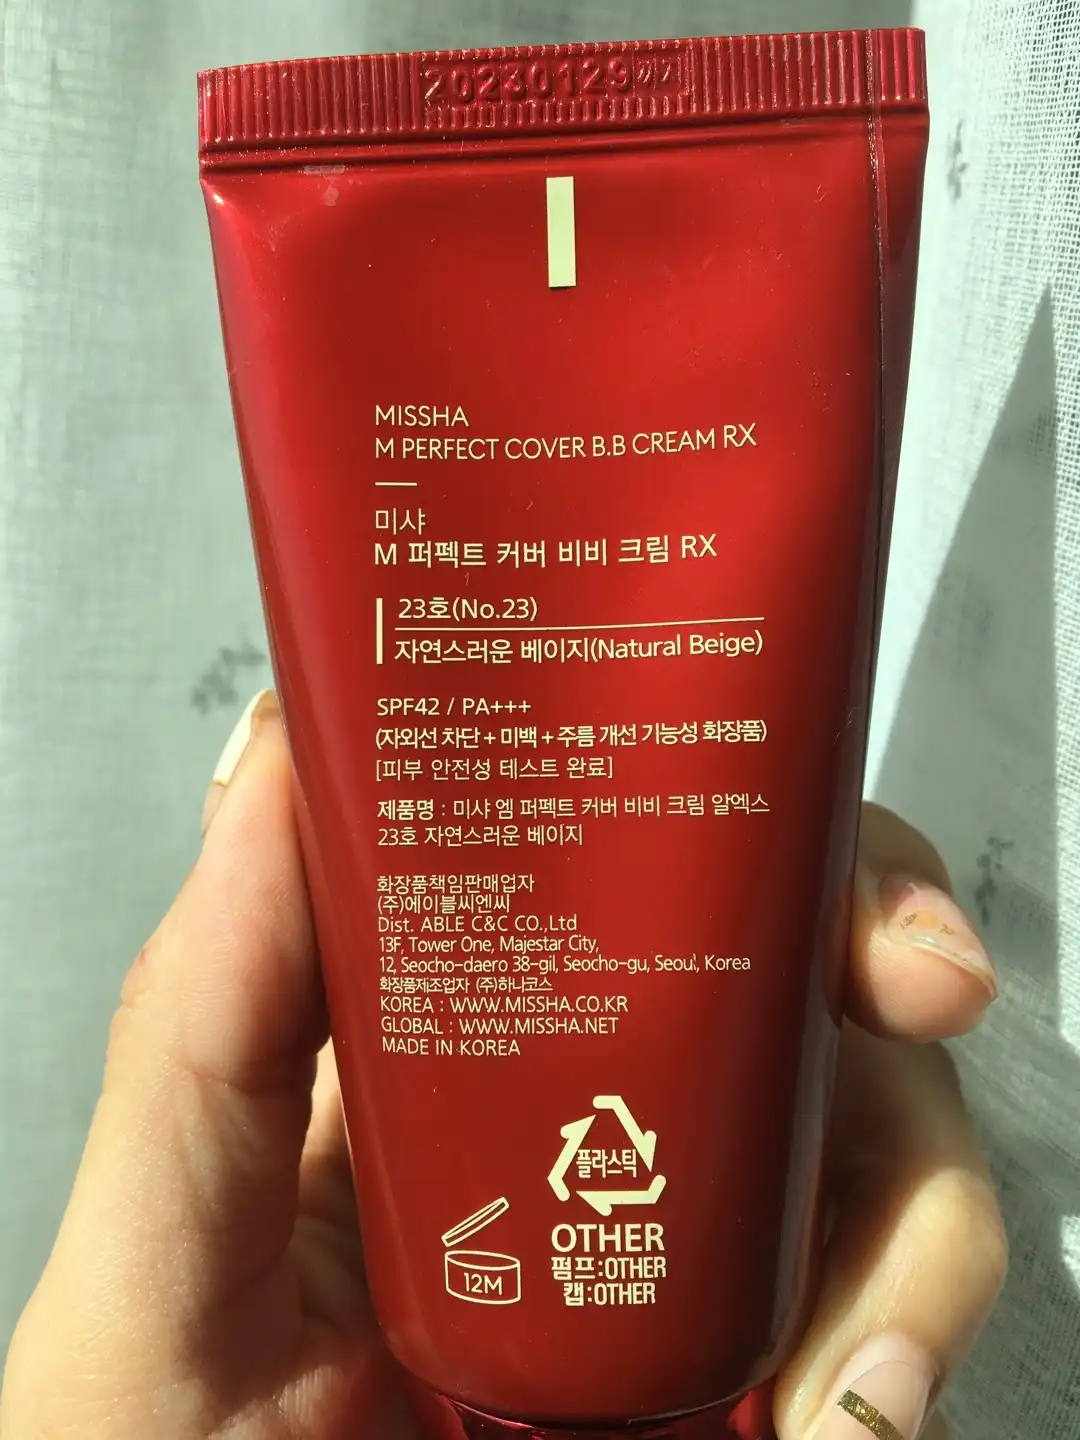 20230129까지
MISSHA
M PERFECT COVER B.B CREAM RX
미샤
M 퍼펙트 커버 비비 크림 RX
23호(No.23)
자연스러운 베이지(Natural Beige)
SPF42 / PA+++
(자외선 차단 + 미백 + 주름 개선 기능성 화장품)
[피부 안전성 테스트 완료]
제품명 : 미샤 엠 퍼펙트 커버 비비 크림 알엑스
23호 자연스러운 베이지
화장품책임판매업자
(주)에이블씨엔씨
Dist. ABLE C&C CO.,Ltd
13F, Tower One, Majestar City,
12, Seocho-daero 38-gil, Seocho-gu, Seoul, Korea
화장품제조업자 (주)하나코스
KOREA : WWW.MISSHA.CO.KR
GLOBAL : WWW.MISSHA.NET
MADE IN KOREA
플라스틱
OTHER
펌프:OTHER
캡:OTHER
12M